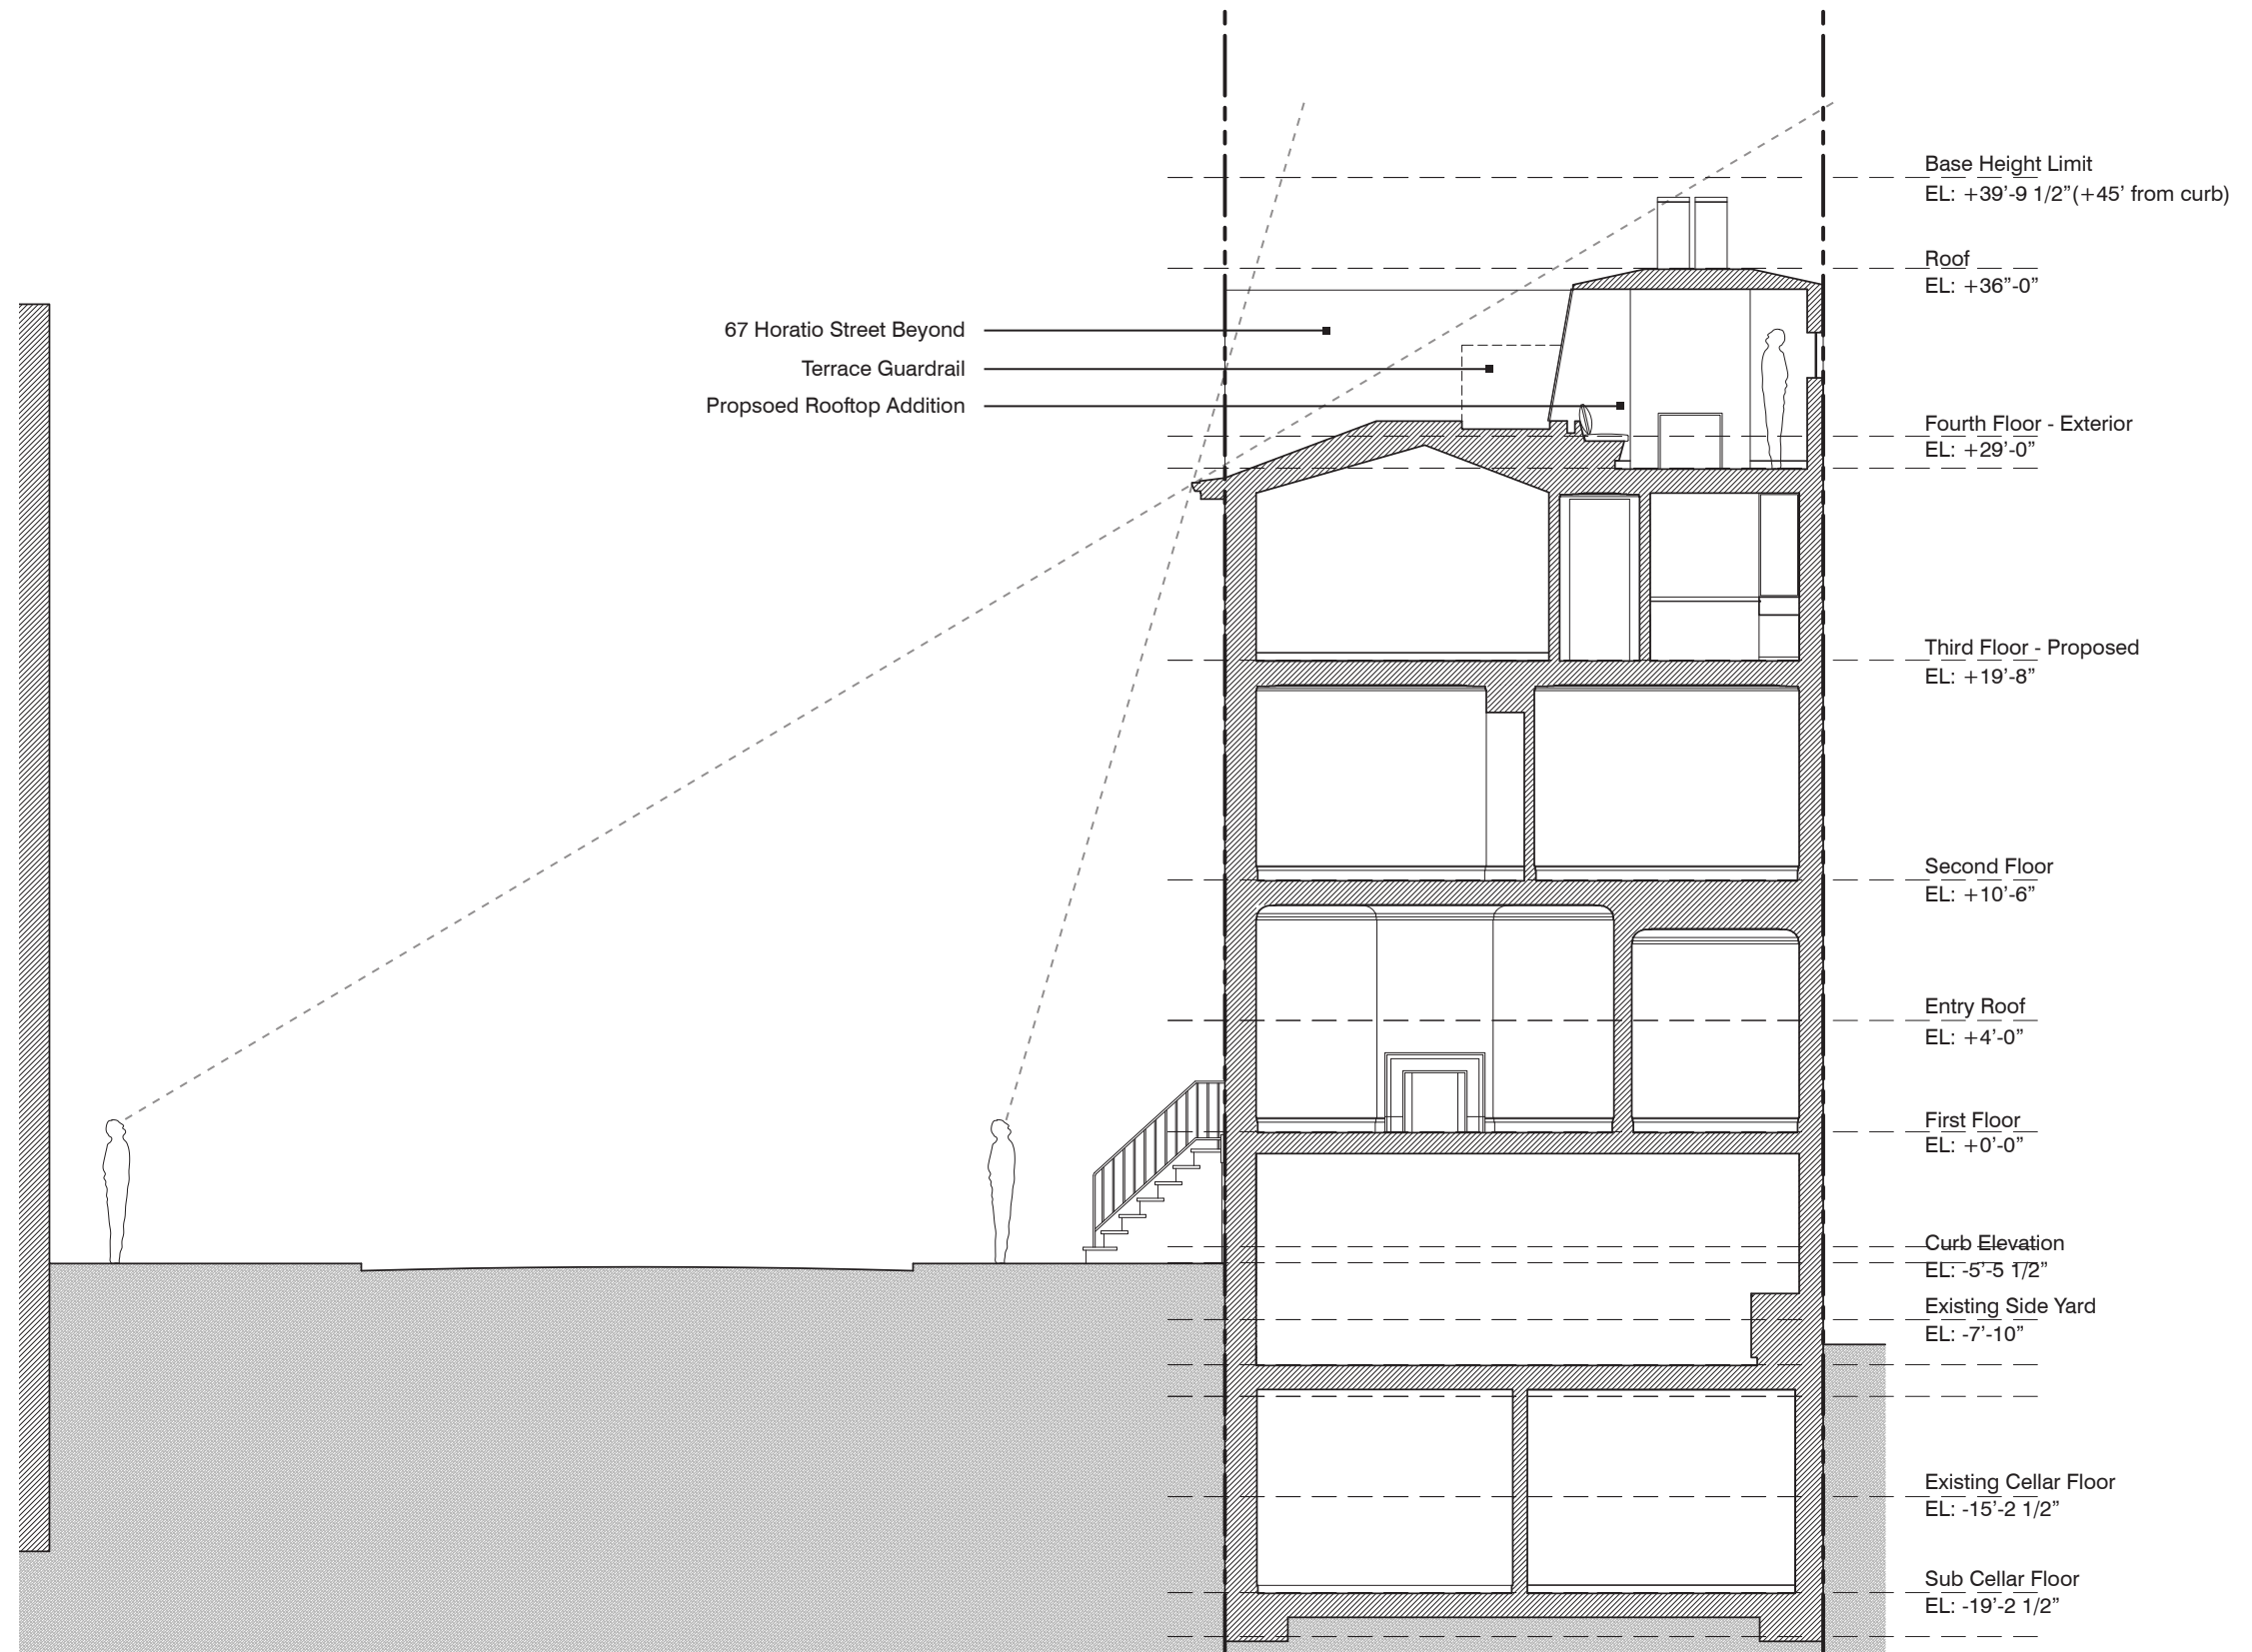 Base Height Limit
EL: +39’-9 1/2”(+45’ from curb)
Roof
EL: +36”-0”
67 Horatio Street Beyond
Terrace Guardrail
Propsoed Rooftop Addition
Fourth Floor - Exterior
EL: +29’-0”
Third Floor - Proposed
EL: +19’-8”
Second Floor
EL: +10’-6”
Entry Roof
EL: +4’-0”
First Floor
EL: +0’-0”
Curb Elevation
EL: -5’-5 1/2”
Existing Side Yard
EL: -7’-10”
Existing Cellar Floor
EL: -15’-2 1/2”
Sub Cellar Floor
EL: -19’-2 1/2”